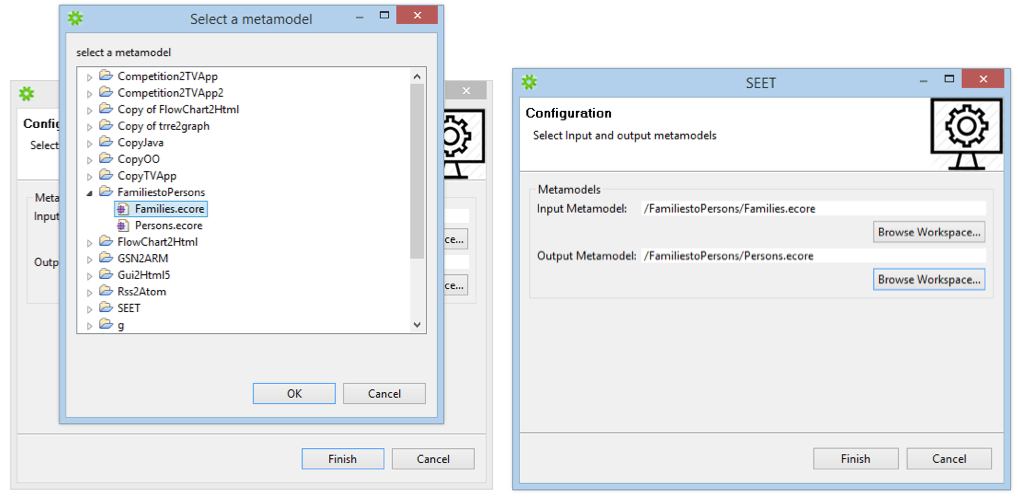 Select a metamodel
select a metamodel
Competition2TVApp
Competition2TVApp2
Copy of FlowChart2Html
Copy of trre2graph
CopyJava
CopyOO
CopyTVApp
FamiliestoPersons
Families.ecore
Persons.ecore
FlowChart2Html
GSN2ARM
Gui2Html5
Rss2Atom
SEET
g
OK Cancel
Config
Select
Meta
Input
Outp
ce...
ce...
Finish Cancel
SEET
Configuration
Select Input and output metamodels
Metamodels
Input Metamodel: /FamiliestoPersons/Families.ecore
Browse Workspace...
Output Metamodel: /FamiliestoPersons/Persons.ecore
Browse Workspace...
Finish Cancel